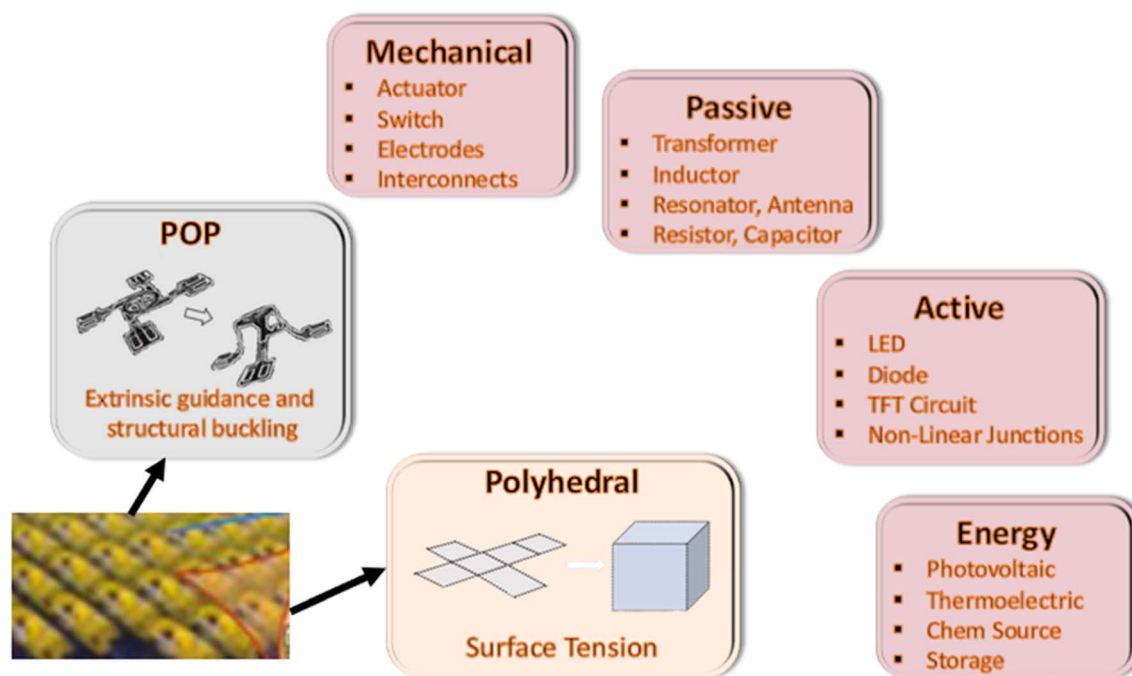 Mechanical
Actuator
Switch
Electrodes
Interconnects
Passive
Transformer
Inductor
Resonator, Antenna
Resistor, Capacitor
POP
Extrinsic guidance and
structural buckling
Active
LED
Diode
TFT Circuit
Non-Linear Junctions
Polyhedral
Surface Tension
Energy
Photovoltaic
Thermoelectric
Chem Source
Storage